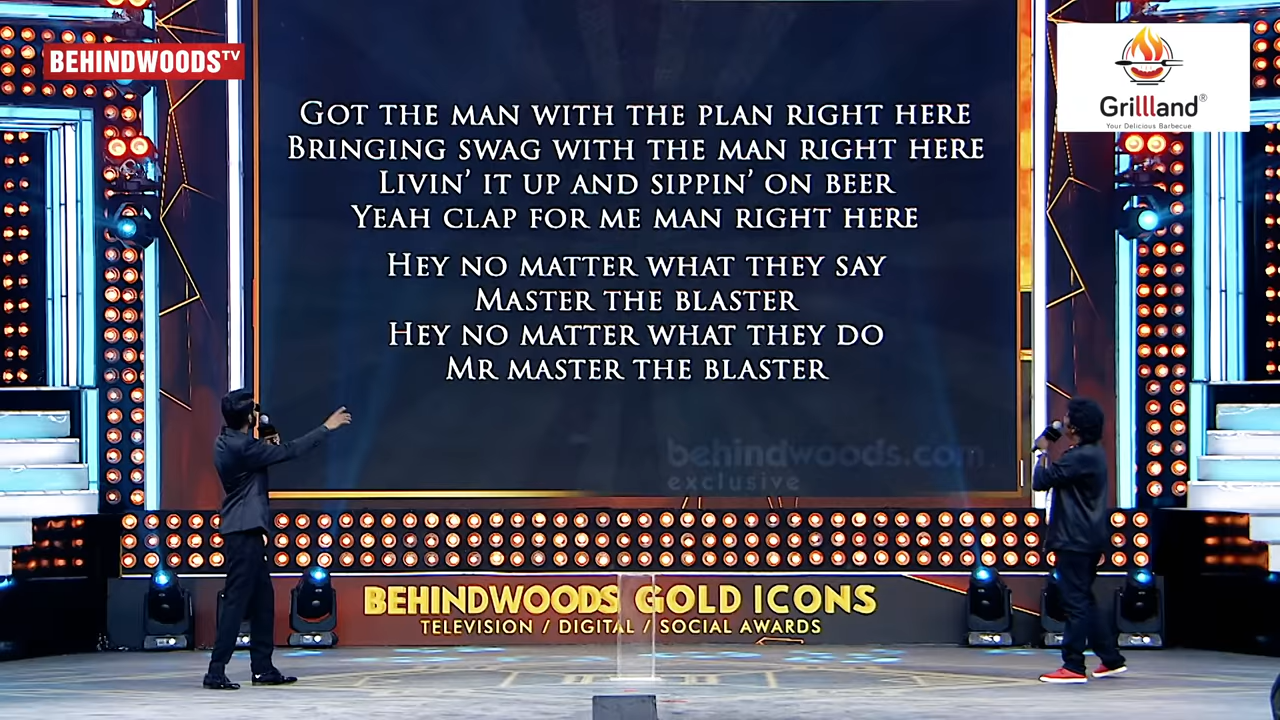 BEHINDWOODS TV
Grillland®
Your Delicious Barbecue
GOT THE MAN WITH THE PLAN RIGHT HERE
BRINGING SWAG WITH THE MAN RIGHT HERE
LIVIN' IT UP AND SIPPIN' ON BEER
YEAH CLAP FOR ME MAN RIGHT HERE
HEY NO MATTER WHAT THEY SAY
MASTER THE BLASTER
HEY NO MATTER WHAT THEY DO
MR MASTER THE BLASTER
behindwoods.com
exclusive
BEHINDWOODS GOLD ICONS
TELEVISION / DIGITAL / SOCIAL AWARDS